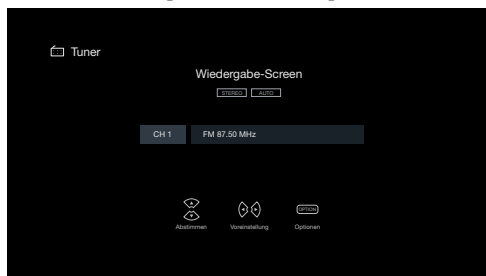 Tuner
Wiedergabe-Screen
STEREO AUTO
CH 1 FM 87.50 MHz
OPTION
Abstimmen Voreinstellung Optionen